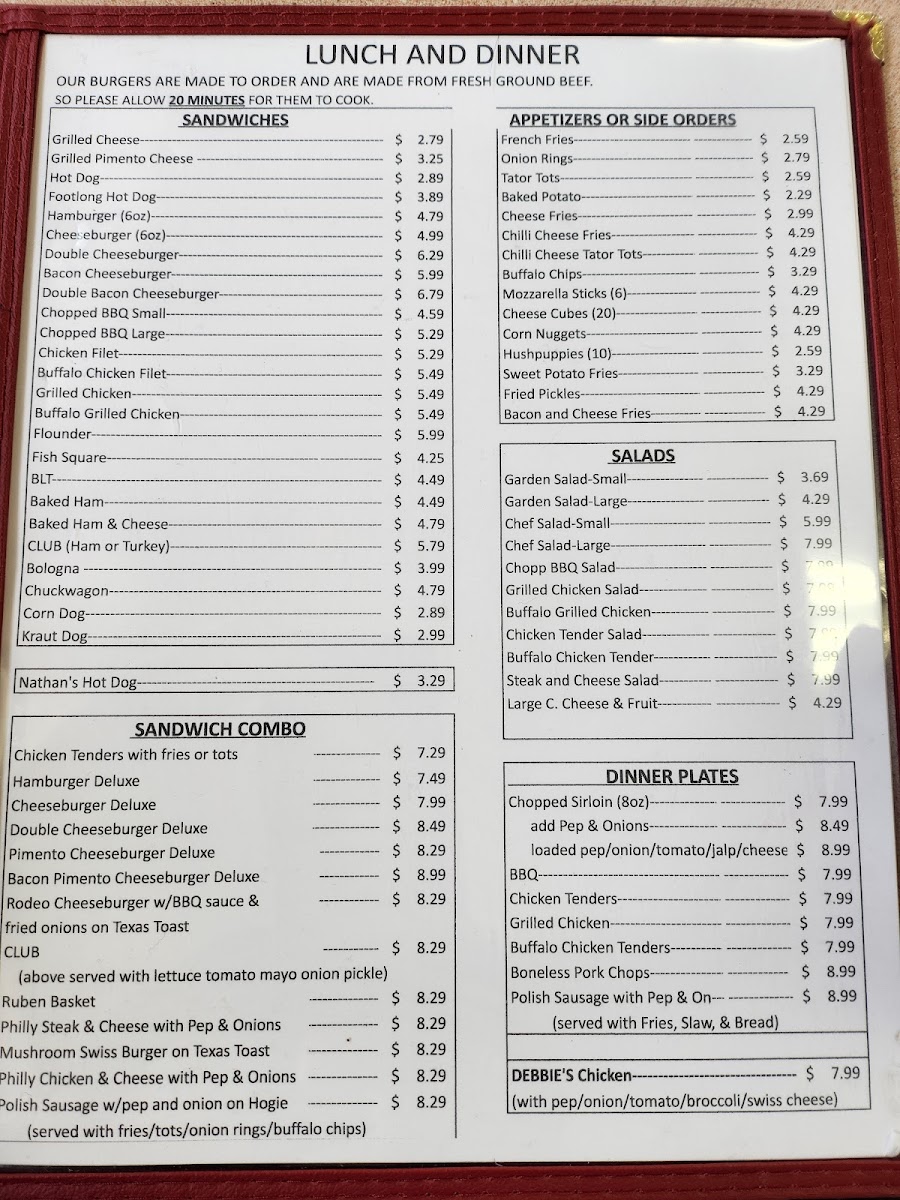 LUNCH AND DINNER
OUR BURGERS ARE MADE TO ORDER AND ARE MADE FROM FRESH GROUND BEEF.
SO PLEASE ALLOW 20 MINUTES FOR THEM TO COOK.
SANDWICHES
Grilled Cheese $ 2.79
Grilled Pimento Cheese $ 3.25
Hot Dog $ 2.89
Footlong Hot Dog $ 3.89
Hamburger (6oz) $ 4.79
Cheeseburger (6oz) $ 4.99
Double Cheeseburger $ 6.29
Bacon Cheeseburger $ 5.99
Double Bacon Cheeseburger $ 6.79
Chopped BBQ Small $ 4.59
Chopped BBQ Large $ 5.29
Chicken Filet $ 5.29
Buffalo Chicken Filet $ 5.49
Grilled Chicken $ 5.49
Buffalo Grilled Chicken $ 5.49
Flounder $ 5.99
Fish Square $ 4.25
BLT $ 4.49
Baked Ham $ 4.49
Baked Ham & Cheese $ 4.79
CLUB (Ham or Turkey) $ 5.79
Bologna $ 3.99
Chuckwagon $ 4.79
Corn Dog $ 2.89
Kraut Dog $ 2.99
Nathan's Hot Dog $ 3.29
SANDWICH COMBO
Chicken Tenders with fries or tots $ 7.29
Hamburger Deluxe $ 7.49
Cheeseburger Deluxe $ 7.99
Double Cheeseburger Deluxe $ 8.49
Pimento Cheeseburger Deluxe $ 8.29
Bacon Pimento Cheeseburger Deluxe $ 8.99
Rodeo Cheeseburger w/BBQ sauce & $ 8.29
fried onions on Texas Toast
CLUB $ 8.29
(above served with lettuce tomato mayo onion pickle)
Ruben Basket $ 8.29
Philly Steak & Cheese with Pep & Onions $ 8.29
Mushroom Swiss Burger on Texas Toast $ 8.29
Philly Chicken & Cheese with Pep & Onions $ 8.29
Polish Sausage w/pep and onion on Hogie $ 8.29
(served with fries/tots/onion rings/buffalo chips)
APPETIZERS OR SIDE ORDERS
French Fries $ 2.59
Onion Rings $ 2.79
Tator Tots $ 2.59
Baked Potato $ 2.29
Cheese Fries $ 2.99
Chilli Cheese Fries $ 4.29
Chilli Cheese Tator Tots $ 4.29
Buffalo Chips $ 3.29
Mozzarella Sticks (6) $ 4.29
Cheese Cubes (20) $ 4.29
Corn Nuggets $ 4.29
Hushpuppies (10) $ 2.59
Sweet Potato Fries $ 3.29
Fried Pickles $ 4.29
Bacon and Cheese Fries $ 4.29
SALADS
Garden Salad-Small $ 3.69
Garden Salad-Large $ 4.29
Chef Salad-Small $ 5.99
Chef Salad-Large $ 7.99
Chopp BBQ Salad $
Grilled Chicken Salad $
Buffalo Grilled Chicken $ 7.99
Chicken Tender Salad $
Buffalo Chicken Tender $ 7.99
Steak and Cheese Salad $ 7.99
Large C. Cheese & Fruit $ 4.29
DINNER PLATES
Chopped Sirloin (8oz) $ 7.99
add Pep & Onions $ 8.49
loaded pep/onion/tomato/jalp/cheese $ 8.99
BBQ $ 7.99
Chicken Tenders $ 7.99
Grilled Chicken $ 7.99
Buffalo Chicken Tenders $ 7.99
Boneless Pork Chops $ 8.99
Polish Sausage with Pep & On $ 8.99
(served with Fries, Slaw, & Bread)
DEBBIE'S Chicken $ 7.99
(with pep/onion/tomato/broccoli/swiss cheese)